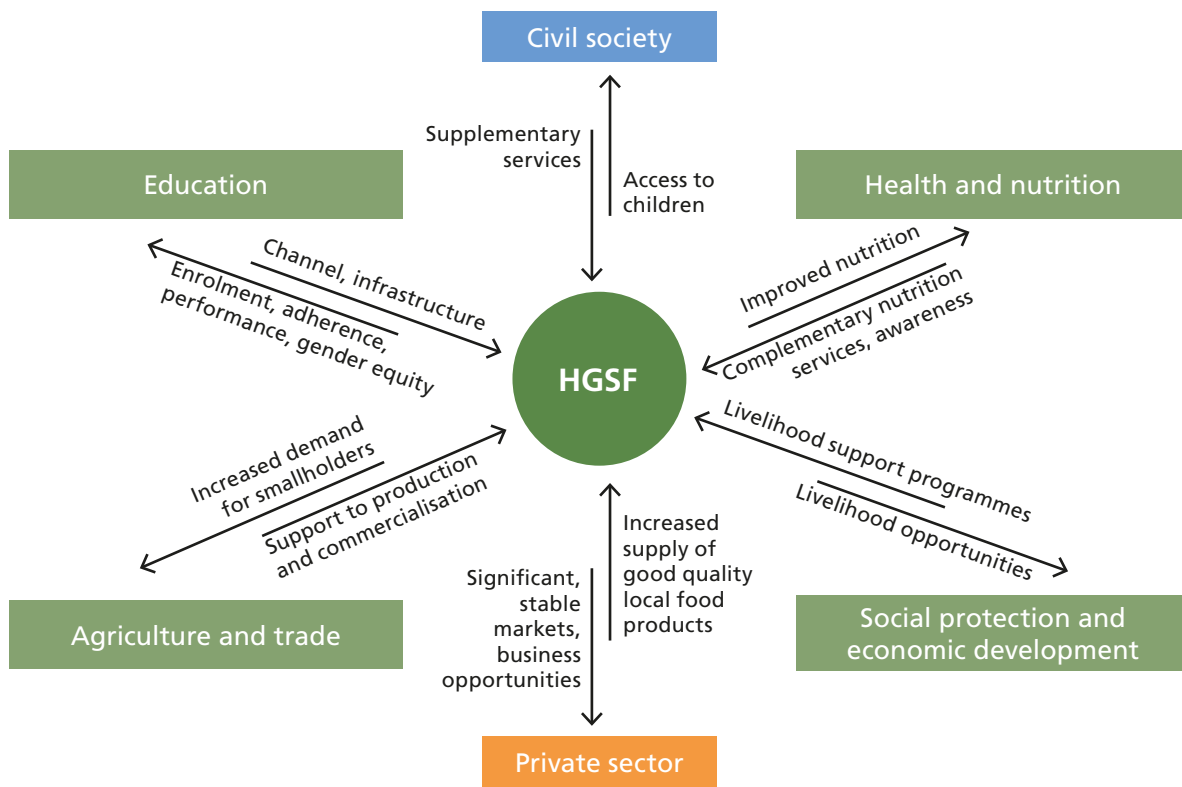 Civil society
Supplementary
services
Access to
children
Education
Health and nutrition
Channel, infrastructure
Enrolment, adherence,
performance, gender equity
Improved nutrition
Complementary nutrition
services, awareness
HGSF
Increased demand
for smallholders
Support to production
and commercialisation
Livelihood support programmes
Livelihood opportunities
Significant,
stable
markets,
business
opportunities
Increased
supply of
good quality
local food
products
Agriculture and trade
Social protection and
economic development
Private sector